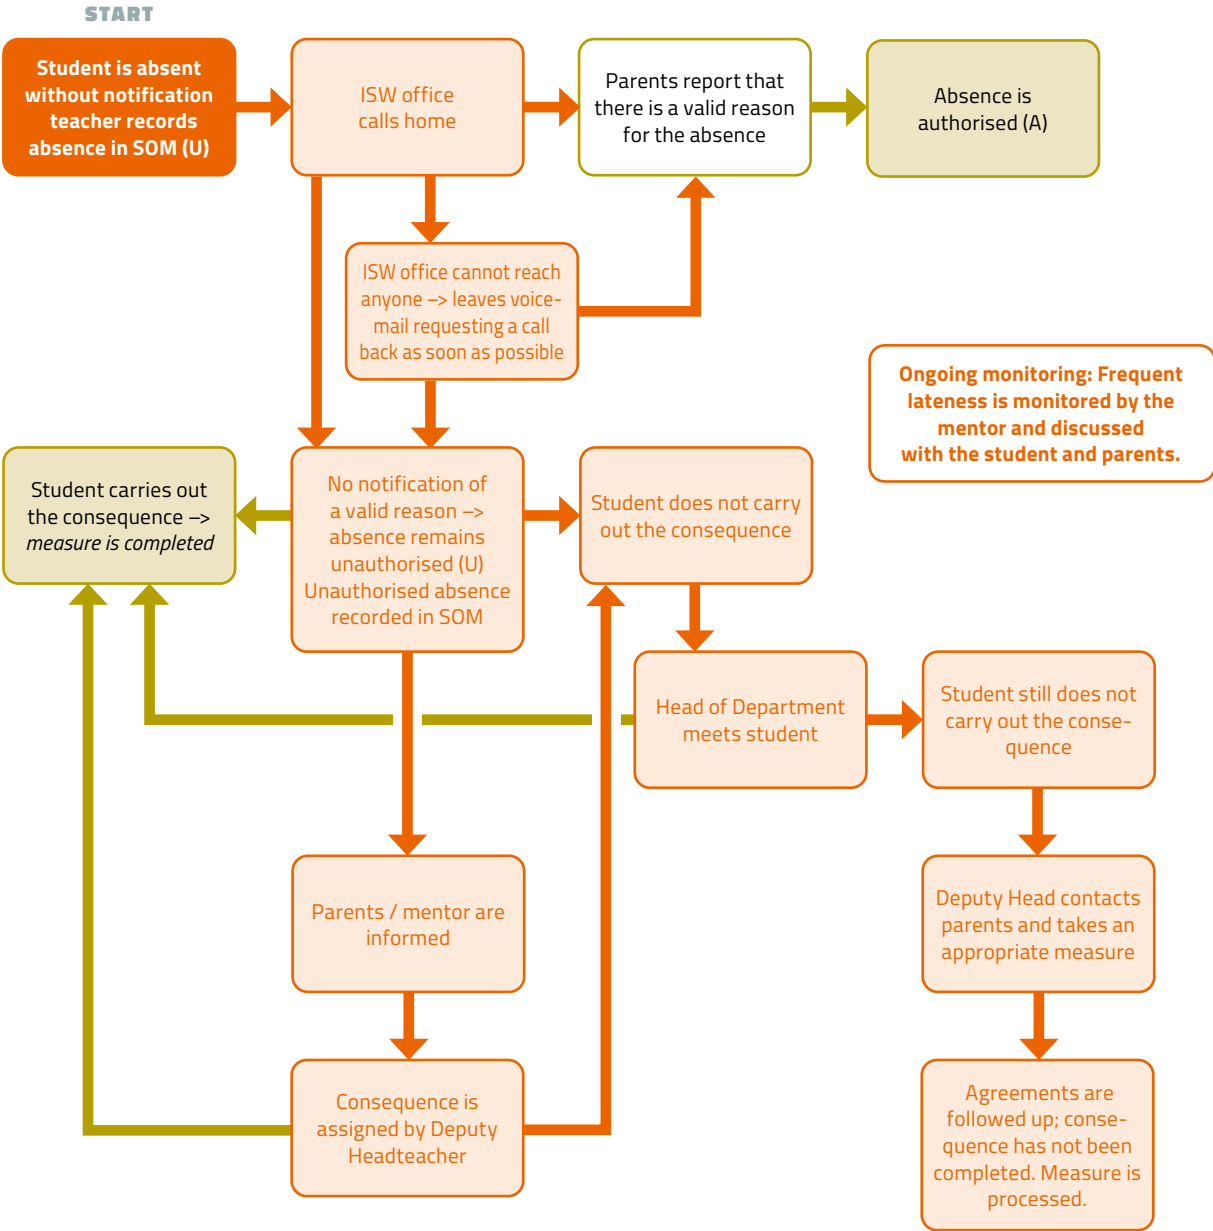 START
Student is absent
without notification
teacher records
absence in SOM (U)
ISW office
calls home
Parents report that
there is a valid reason
for the absence
Absence is
authorised (A)
ISW office cannot reach
anyone –> leaves voice-
mail requesting a call
back as soon as possible
Ongoing monitoring: Frequent
lateness is monitored by the
mentor and discussed
with the student and parents.
Student carries out
the consequence –>
measure is completed
No notification of
a valid reason –>
absence remains
unauthorised (U)
Unauthorised absence
recorded in SOM
Student does not carry
out the consequence
Head of Department
meets student
Student still does not
carry out the conse-
quence
Parents / mentor are
informed
Deputy Head contacts
parents and takes an
appropriate measure
Consequence is
assigned by Deputy
Headteacher
Agreements are
followed up; conse-
quence has not been
completed. Measure is
processed.